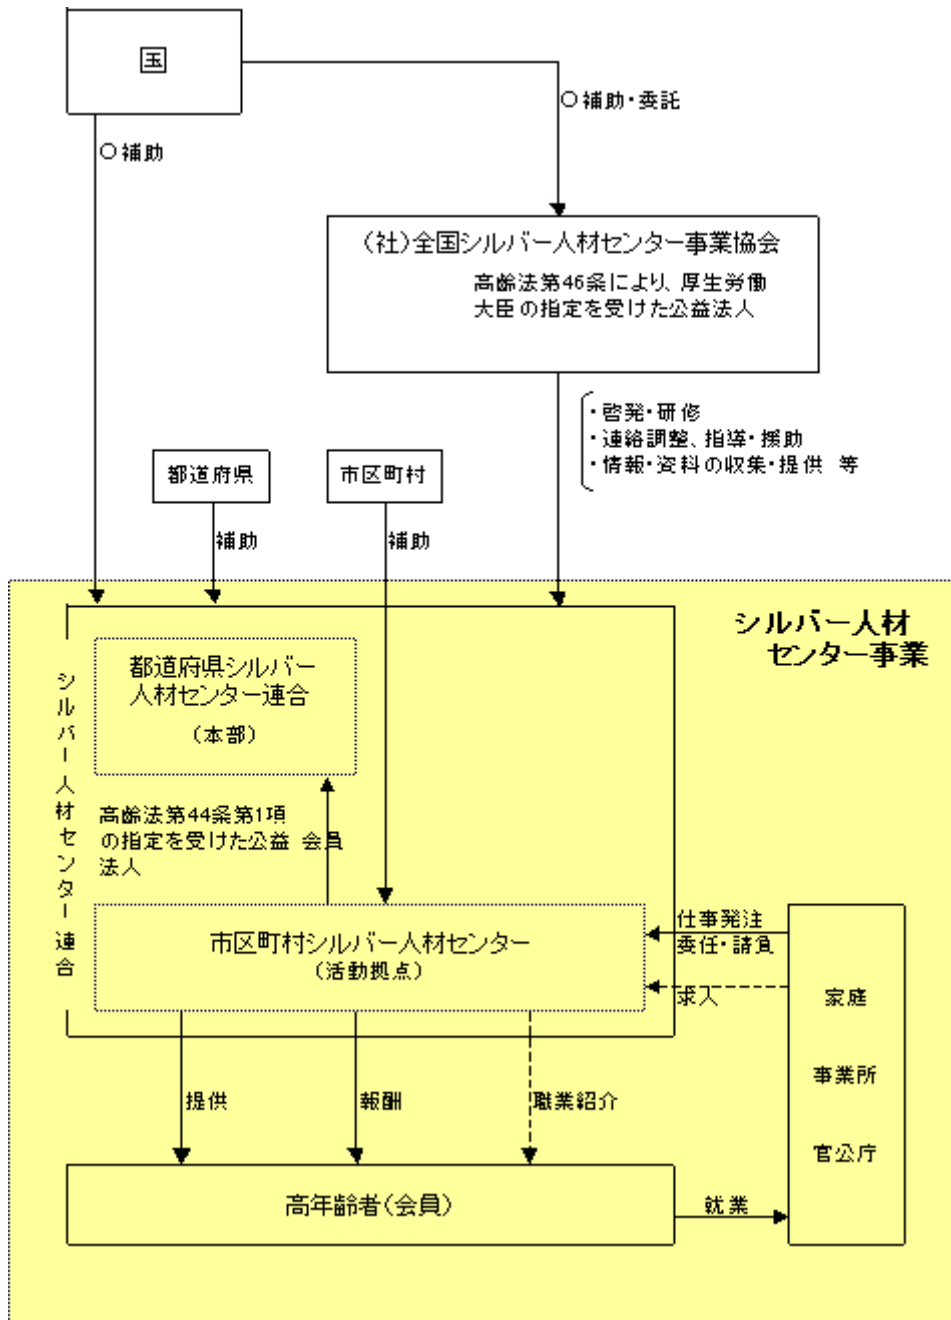 国
○補助・委託
○補助
(社)全国シルバー人材センター事業協会
高齢法第46条により、厚生労働
大臣の指定を受けた公益法人
・啓発・研修
・連絡調整、指導・援助
・情報・資料の収集・提供 等
都道府県
市区町村
補助
補助
シルバー人材
センター事業
シルバー人材センター連合
都道府県シルバー
人材センター連合
(本部)
高齢法第44条第1項
の指定を受けた公益 会員
法人
市区町村シルバー人材センター
(活動拠点)
仕事発注
委任・請負
求人
家庭
事業所
官公庁
提供
報酬
職業紹介
高年齢者(会員)
就業